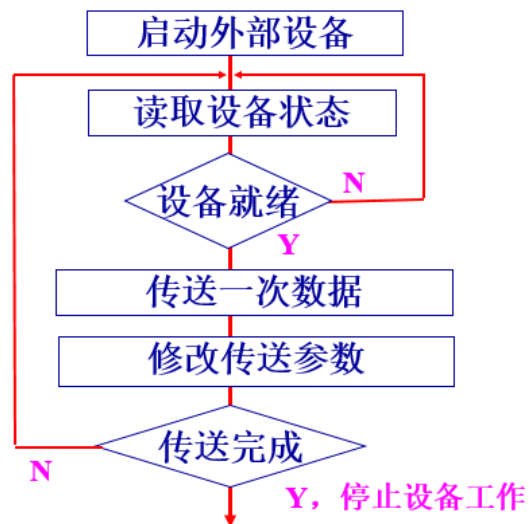 启动外部设备
读取设备状态
设备就绪
N
Y
传送一次数据
修改传送参数
传送完成
N
Y，停止设备工作